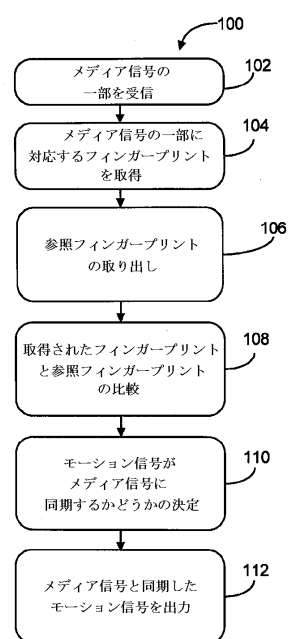 100
メディア信号の
一部を受信
102
メディア信号の一部に
対応するフィンガープリント
を取得
104
参照フィンガープリント
の取り出し
106
取得されたフィンガープリント
と参照フィンガープリント
の比較
108
モーション信号が
メディア信号に
同期するかどうかの決定
110
メディア信号と同期した
モーション信号を出力
112